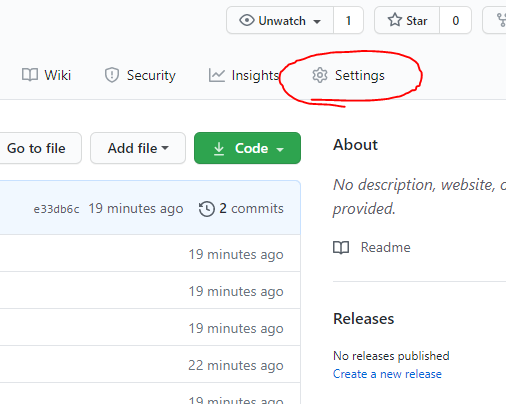 Unwatch 1 Star 0
Wiki Security Insights Settings
Go to file Add file Code
About
No description, website, o
provided.
e33db6c 19 minutes ago 2 commits
Readme
19 minutes ago
19 minutes ago
19 minutes ago
22 minutes ago
19 minutes ago
Releases
No releases published
Create a new release